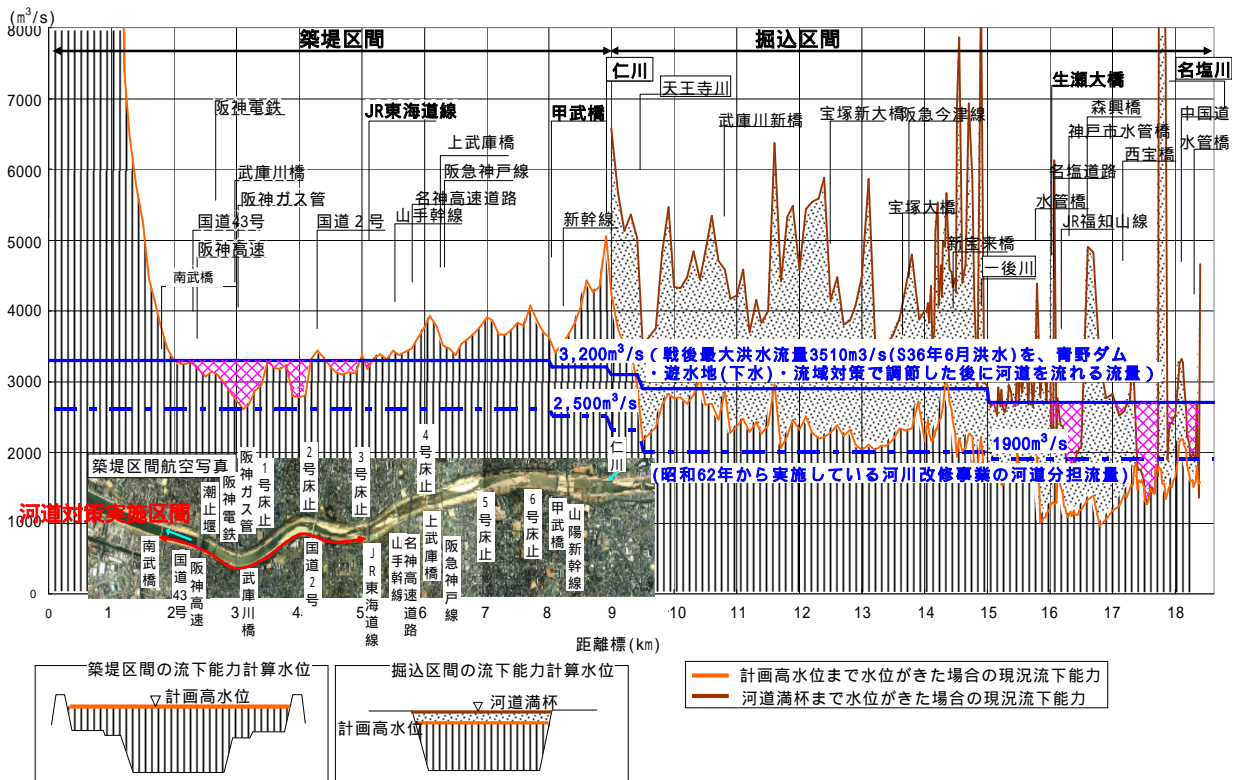 (m³/s)
8000
7000
6000
5000
4000
3000
2000
1000
0
築堤区間
掘込区間
仁川
天王寺川
生瀬大橋
名塩川
阪神電鉄
JR東海道線
甲武橋
武庫川新橋
宝塚新大橋
阪急今津線
森興橋
中国道
神戸市水管橋
上武庫橋
西宝橋
水管橋
武庫川橋
阪急神戸線
名塩道路
阪神ガス管
名神高速道路
国道43号
国道２号
山手幹線
新幹線
宝塚大橋
水管橋
JR福知山線
阪神高速
新宝来橋
一後川
南武橋
3,200m³/s（戦後最大洪水流量3510m3/s(S36年6月洪水)を、青野ダム
・遊水地(下水)・流域対策で調節した後に河道を流れる流量）
2,500m³/s
1900m³/s
(昭和62年から実施している河川改修事業の河道分担流量)
築堤区間航空写真
河道対策実施区間
潮止堰
阪神電鉄
阪神ガス管
1号床止
2号床止
3号床止
4号床止
5号床止
6号床止
甲武橋
山陽新幹線
仁川
南武橋
国道43号
阪神高速
武庫川橋
国道2号
JR東海道線
山手幹線
名神高速道路
上武庫橋
阪急神戸線
0 1 2 3 4 5 6 7 8 9 10 11 12 13 14 15 16 17 18
距離標(km)
築堤区間の流下能力計算水位
▽ 計画高水位
掘込区間の流下能力計算水位
▽ 河道満杯
計画高水位
計画高水位まで水位がきた場合の現況流下能力
河道満杯まで水位がきた場合の現況流下能力